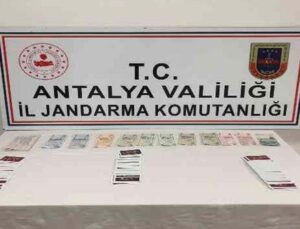 T.C.
ANTALYA VALİLİĞİ
İL JANDARMA KOMUTANLIĞI